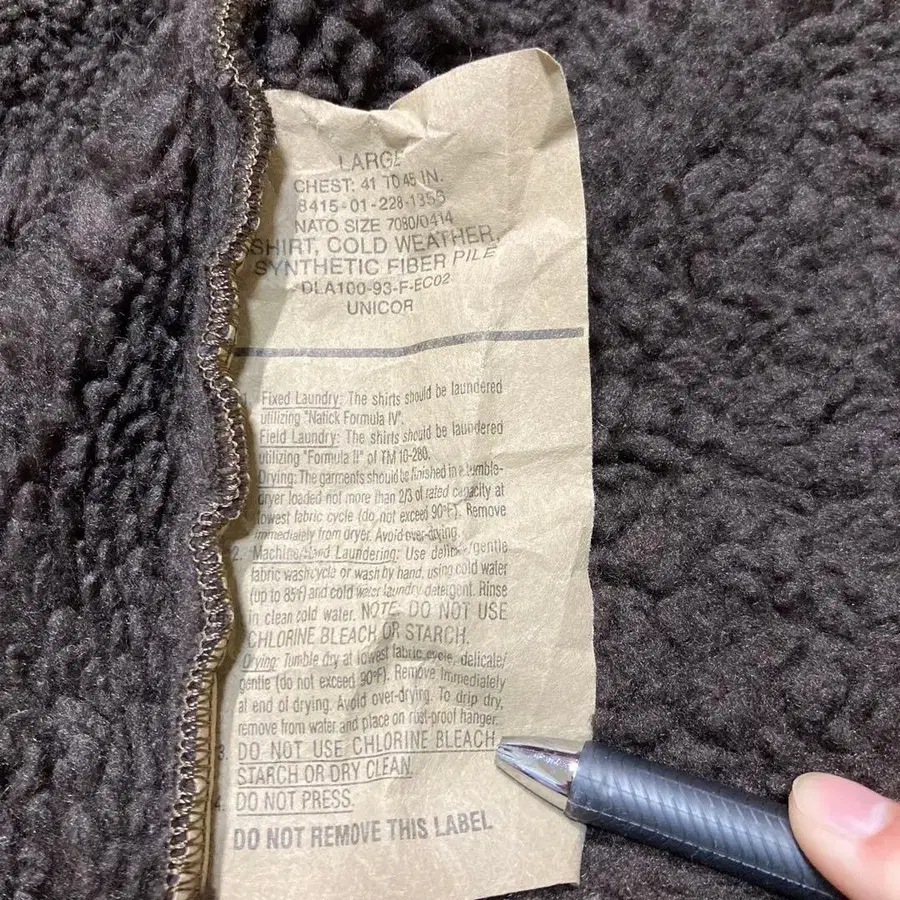 LARGE
CHEST: 41 TO 45 IN.
8415-01-228-1355
NATO SIZE 7080/0414
SHIRT, COLD WEATHER
SYNTHETIC FIBER PILE
DLA100-93-F-EC02
UNICOR
1. Fixed Laundry: The shirts should be laundered
utilizing "Natick Formula IV".
Field Laundry: The shirts should be laundered
utilizing "Formula II" of TM 10-280.
Drying: The garments should be finished in a tumble-
dryer loaded not more than 2/3 of rated capacity at
lowest fabric cycle (do not exceed 90°F). Remove
immediately from dryer. Avoid over-drying.
2. Machine/Hand Laundering: Use delicate/gentle
fabric wash cycle or wash by hand, using cold water
(up to 85f) and cold water laundry detergent. Rinse
in clean cold water. NOTE: DO NOT USE
CHLORINE BLEACH OR STARCH.
Drying: Tumble dry at lowest fabric cycle, delicate/
gentle (do not exceed 90°F). Remove immediately
at end of drying. Avoid over-drying. To drip dry,
remove from water and place on rust-proof hanger.
3. DO NOT USE CHLORINE BLEACH,
STARCH OR DRY CLEAN.
4. DO NOT PRESS.
DO NOT REMOVE THIS LABEL